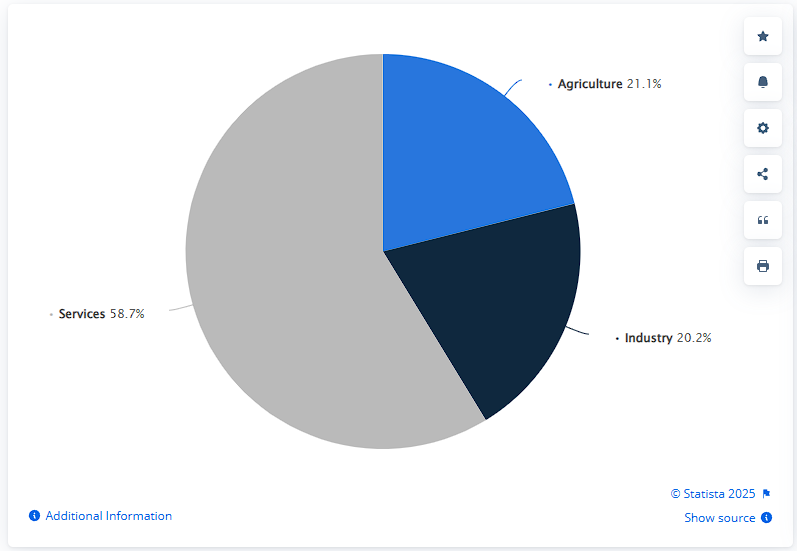 Agriculture 21.1%
Services 58.7%
Industry 20.2%
© Statista 2025
Additional Information
Show source